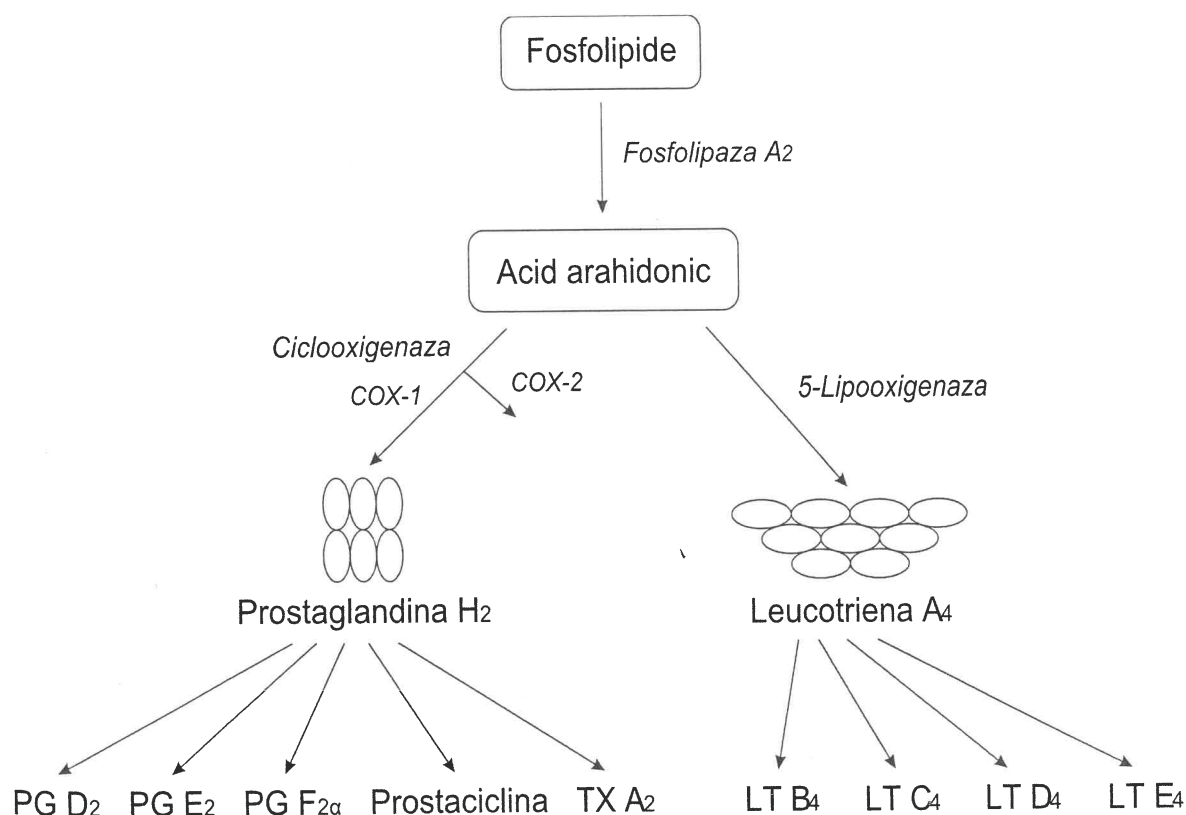 Fosfolipide
Fosfolipaza A2
Acid arahidonic
Ciclooxigenaza
COX-1
COX-2
5-Lipooxigenaza
Prostaglandina H2
Leucotriena A4
PG D2
PG E2
PG F2α
Prostaciclina
TX A2
LT B4
LT C4
LT D4
LT E4